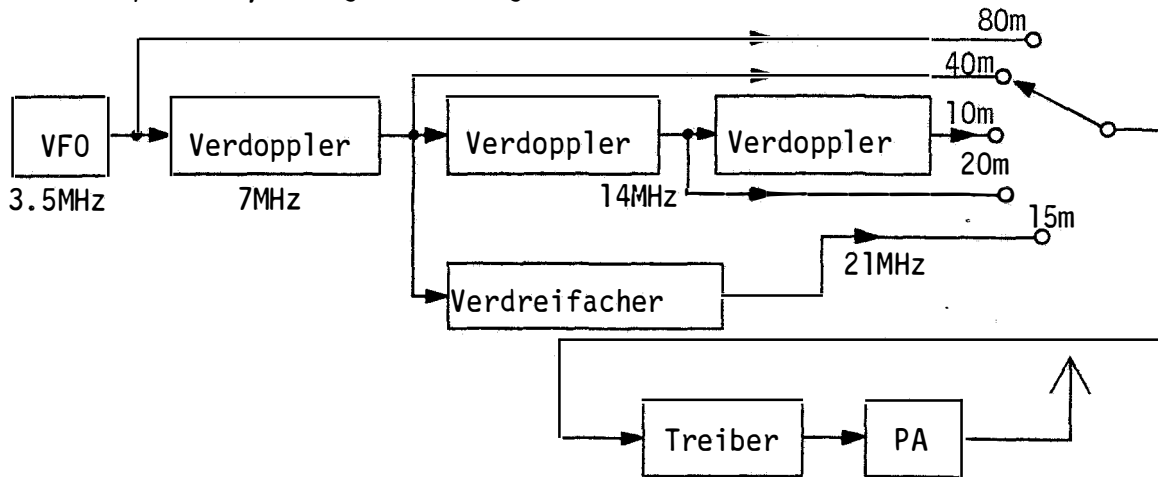 80m
40m
10m
VFO
Verdoppler
Verdoppler
Verdoppler
20m
3.5MHz
7MHz
14MHz
15m
21MHz
Verdreifacher
Treiber
PA